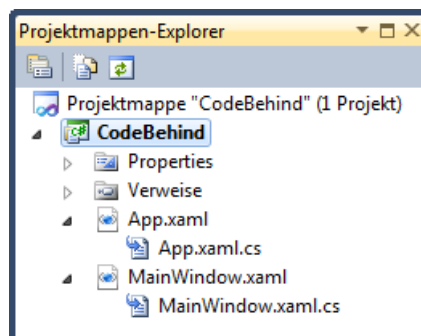 Projektmappen-Explorer
Projektmappe "CodeBehind" (1 Projekt)
CodeBehind
Properties
Verweise
App.xaml
App.xaml.cs
MainWindow.xaml
MainWindow.xaml.cs